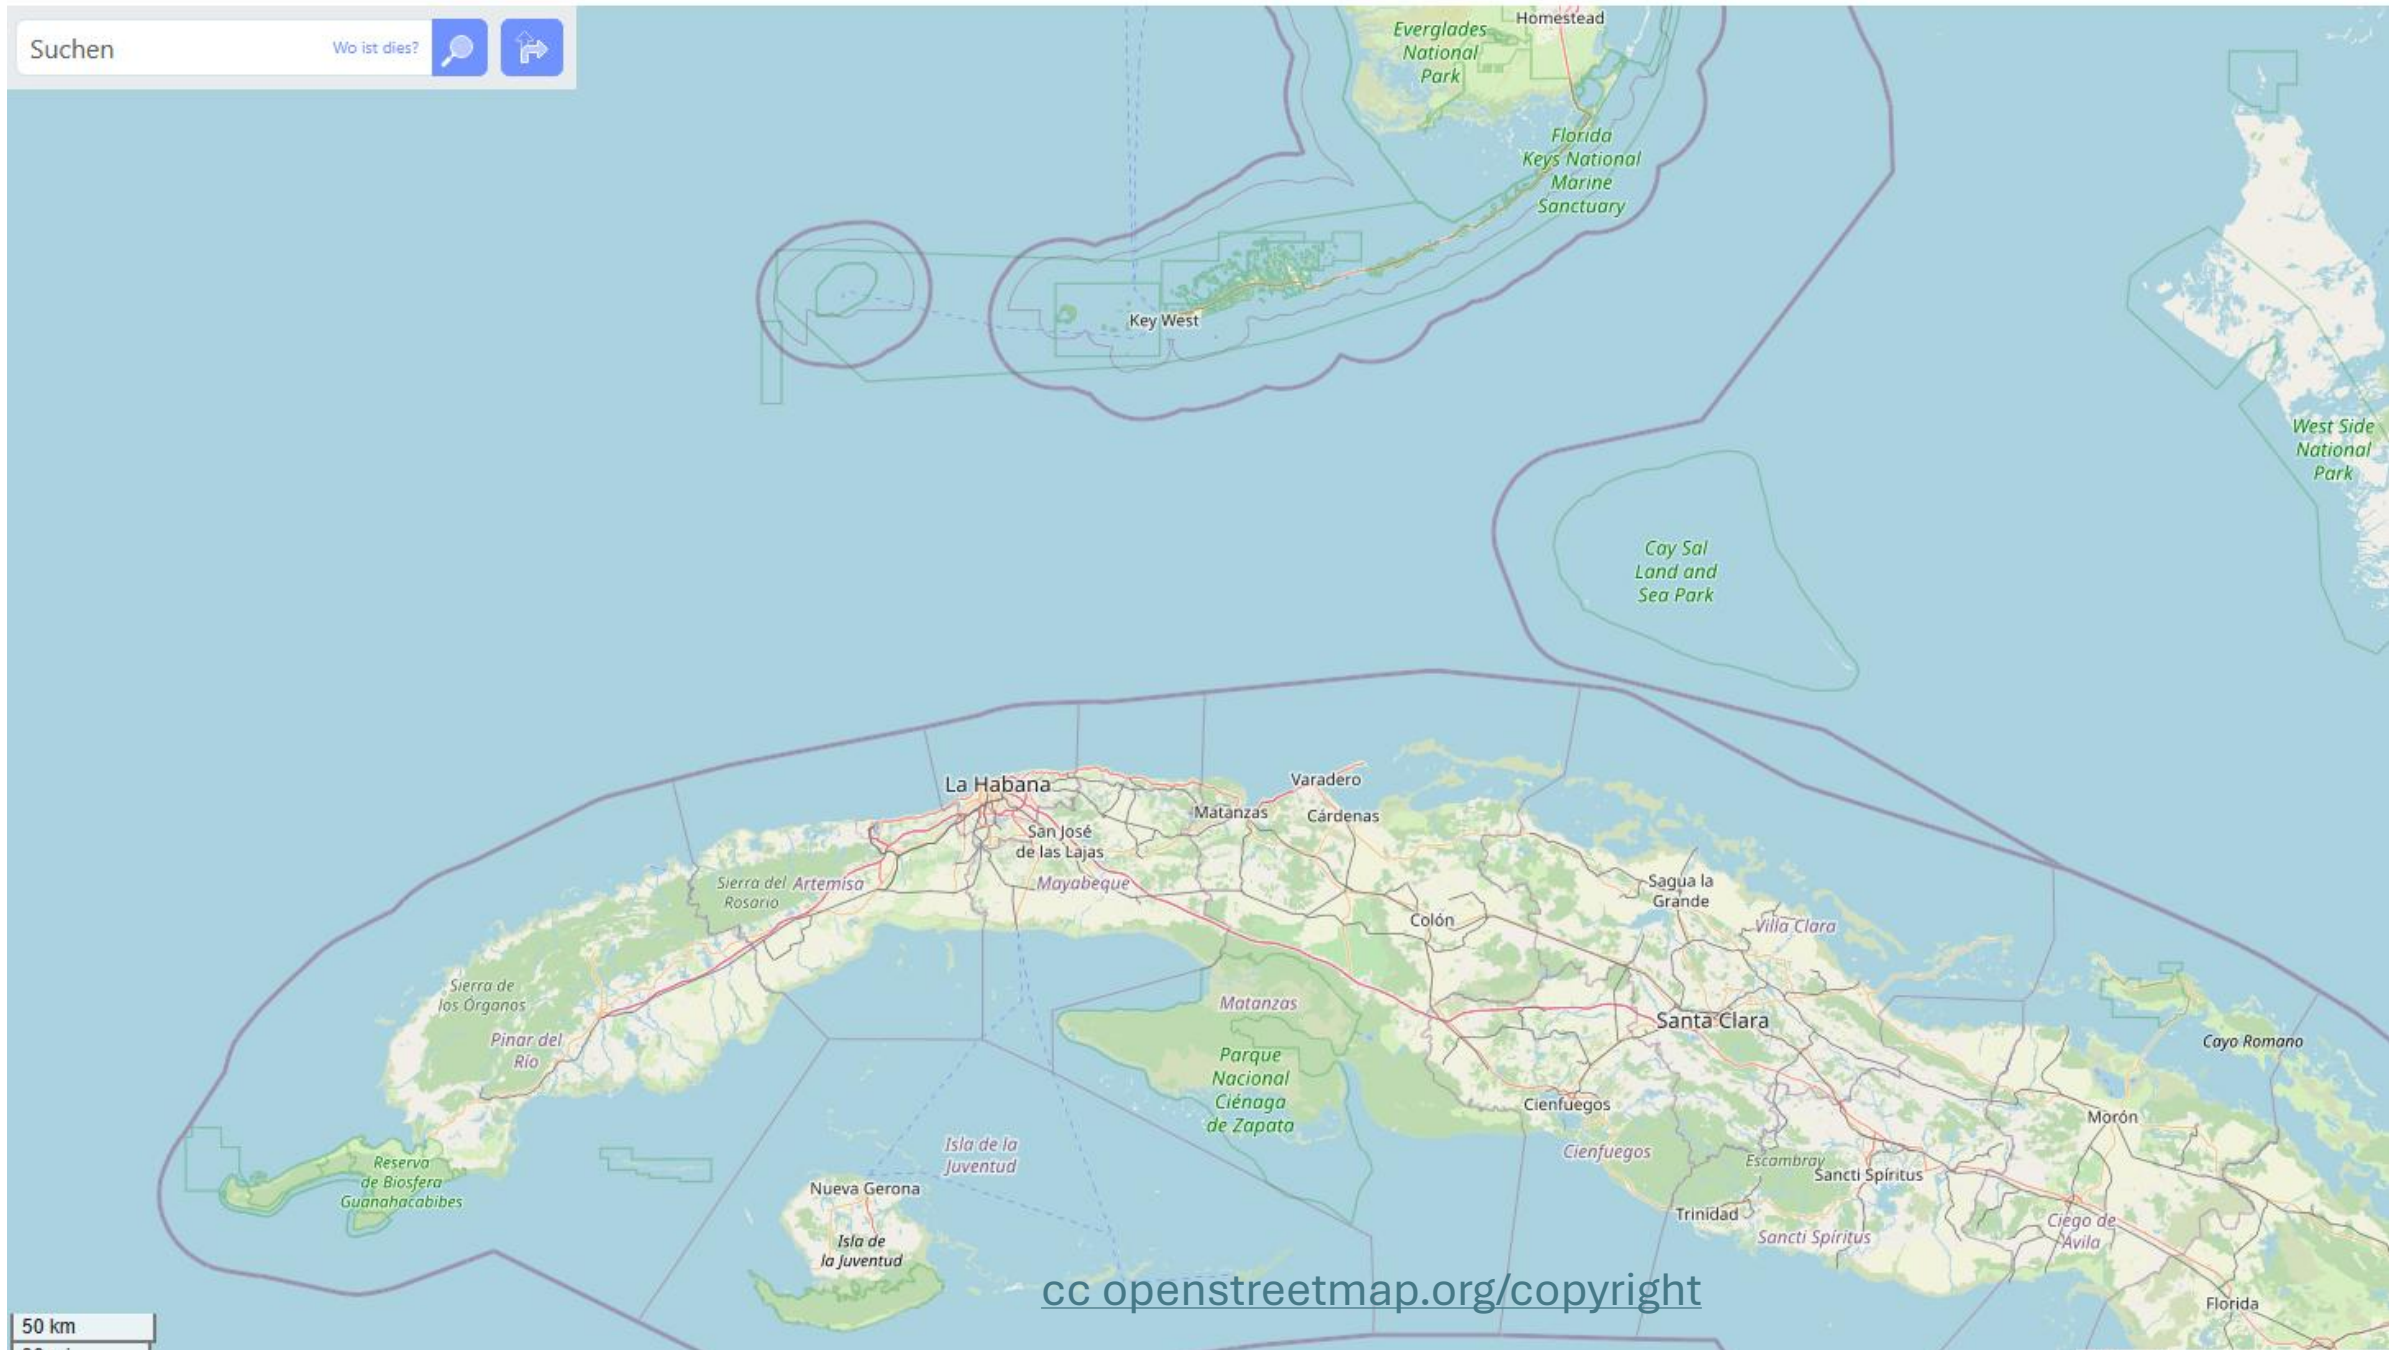 Suchen
Wo ist dies?
Homestead
Everglades
National
Park
Florida
Keys National
Marine
Sanctuary
Key West
West Side
National
Park
Cay Sal
Land and
Sea Park
La Habana
Varadero
Matanzas
Cárdenas
San José
de las Lajas
Sierra del
Rosario
Artemisa
Mayabeque
Sagua la
Grande
Colón
Villa Clara
Sierra de
los Órganos
Matanzas
Santa Clara
Pinar del
Río
Cayo Romano
Parque
Nacional
Ciénaga
de Zapata
Cienfuegos
Morón
Isla de la
Juventud
Cienfuegos
Escambray
Reserva
de Biosfera
Guanahacabibes
Sancti Spíritus
Nueva Gerona
Trinidad
Ciego de
Ávila
Sancti Spíritus
Isla de
la Juventud
cc openstreetmap.org/copyright
Florida
50 km